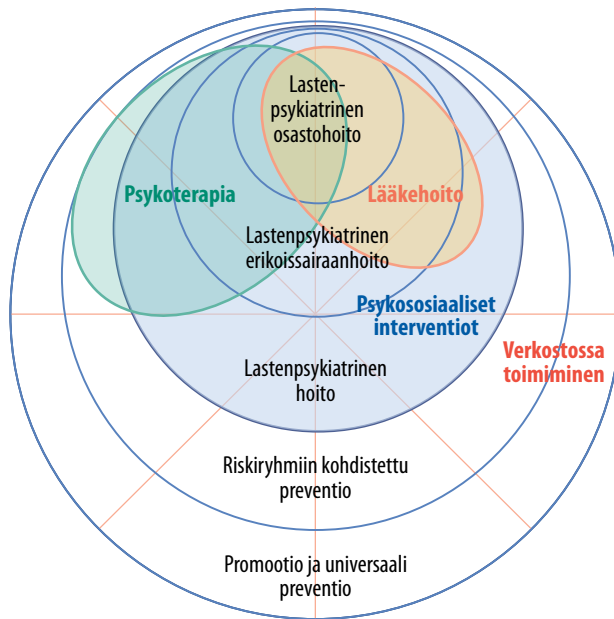 Lasten-
psykiatrinen
osastohoito
Psykoterapia
Lääkehoito
Lastenpsykiatrinen
erikoissairaanhoito
Psykososiaaliset
interventiot
Verkostossa
toimiminen
Lastenpsykiatrinen
hoito
Riskiryhmiin kohdistettu
preventio
Promootio ja universaali
preventio